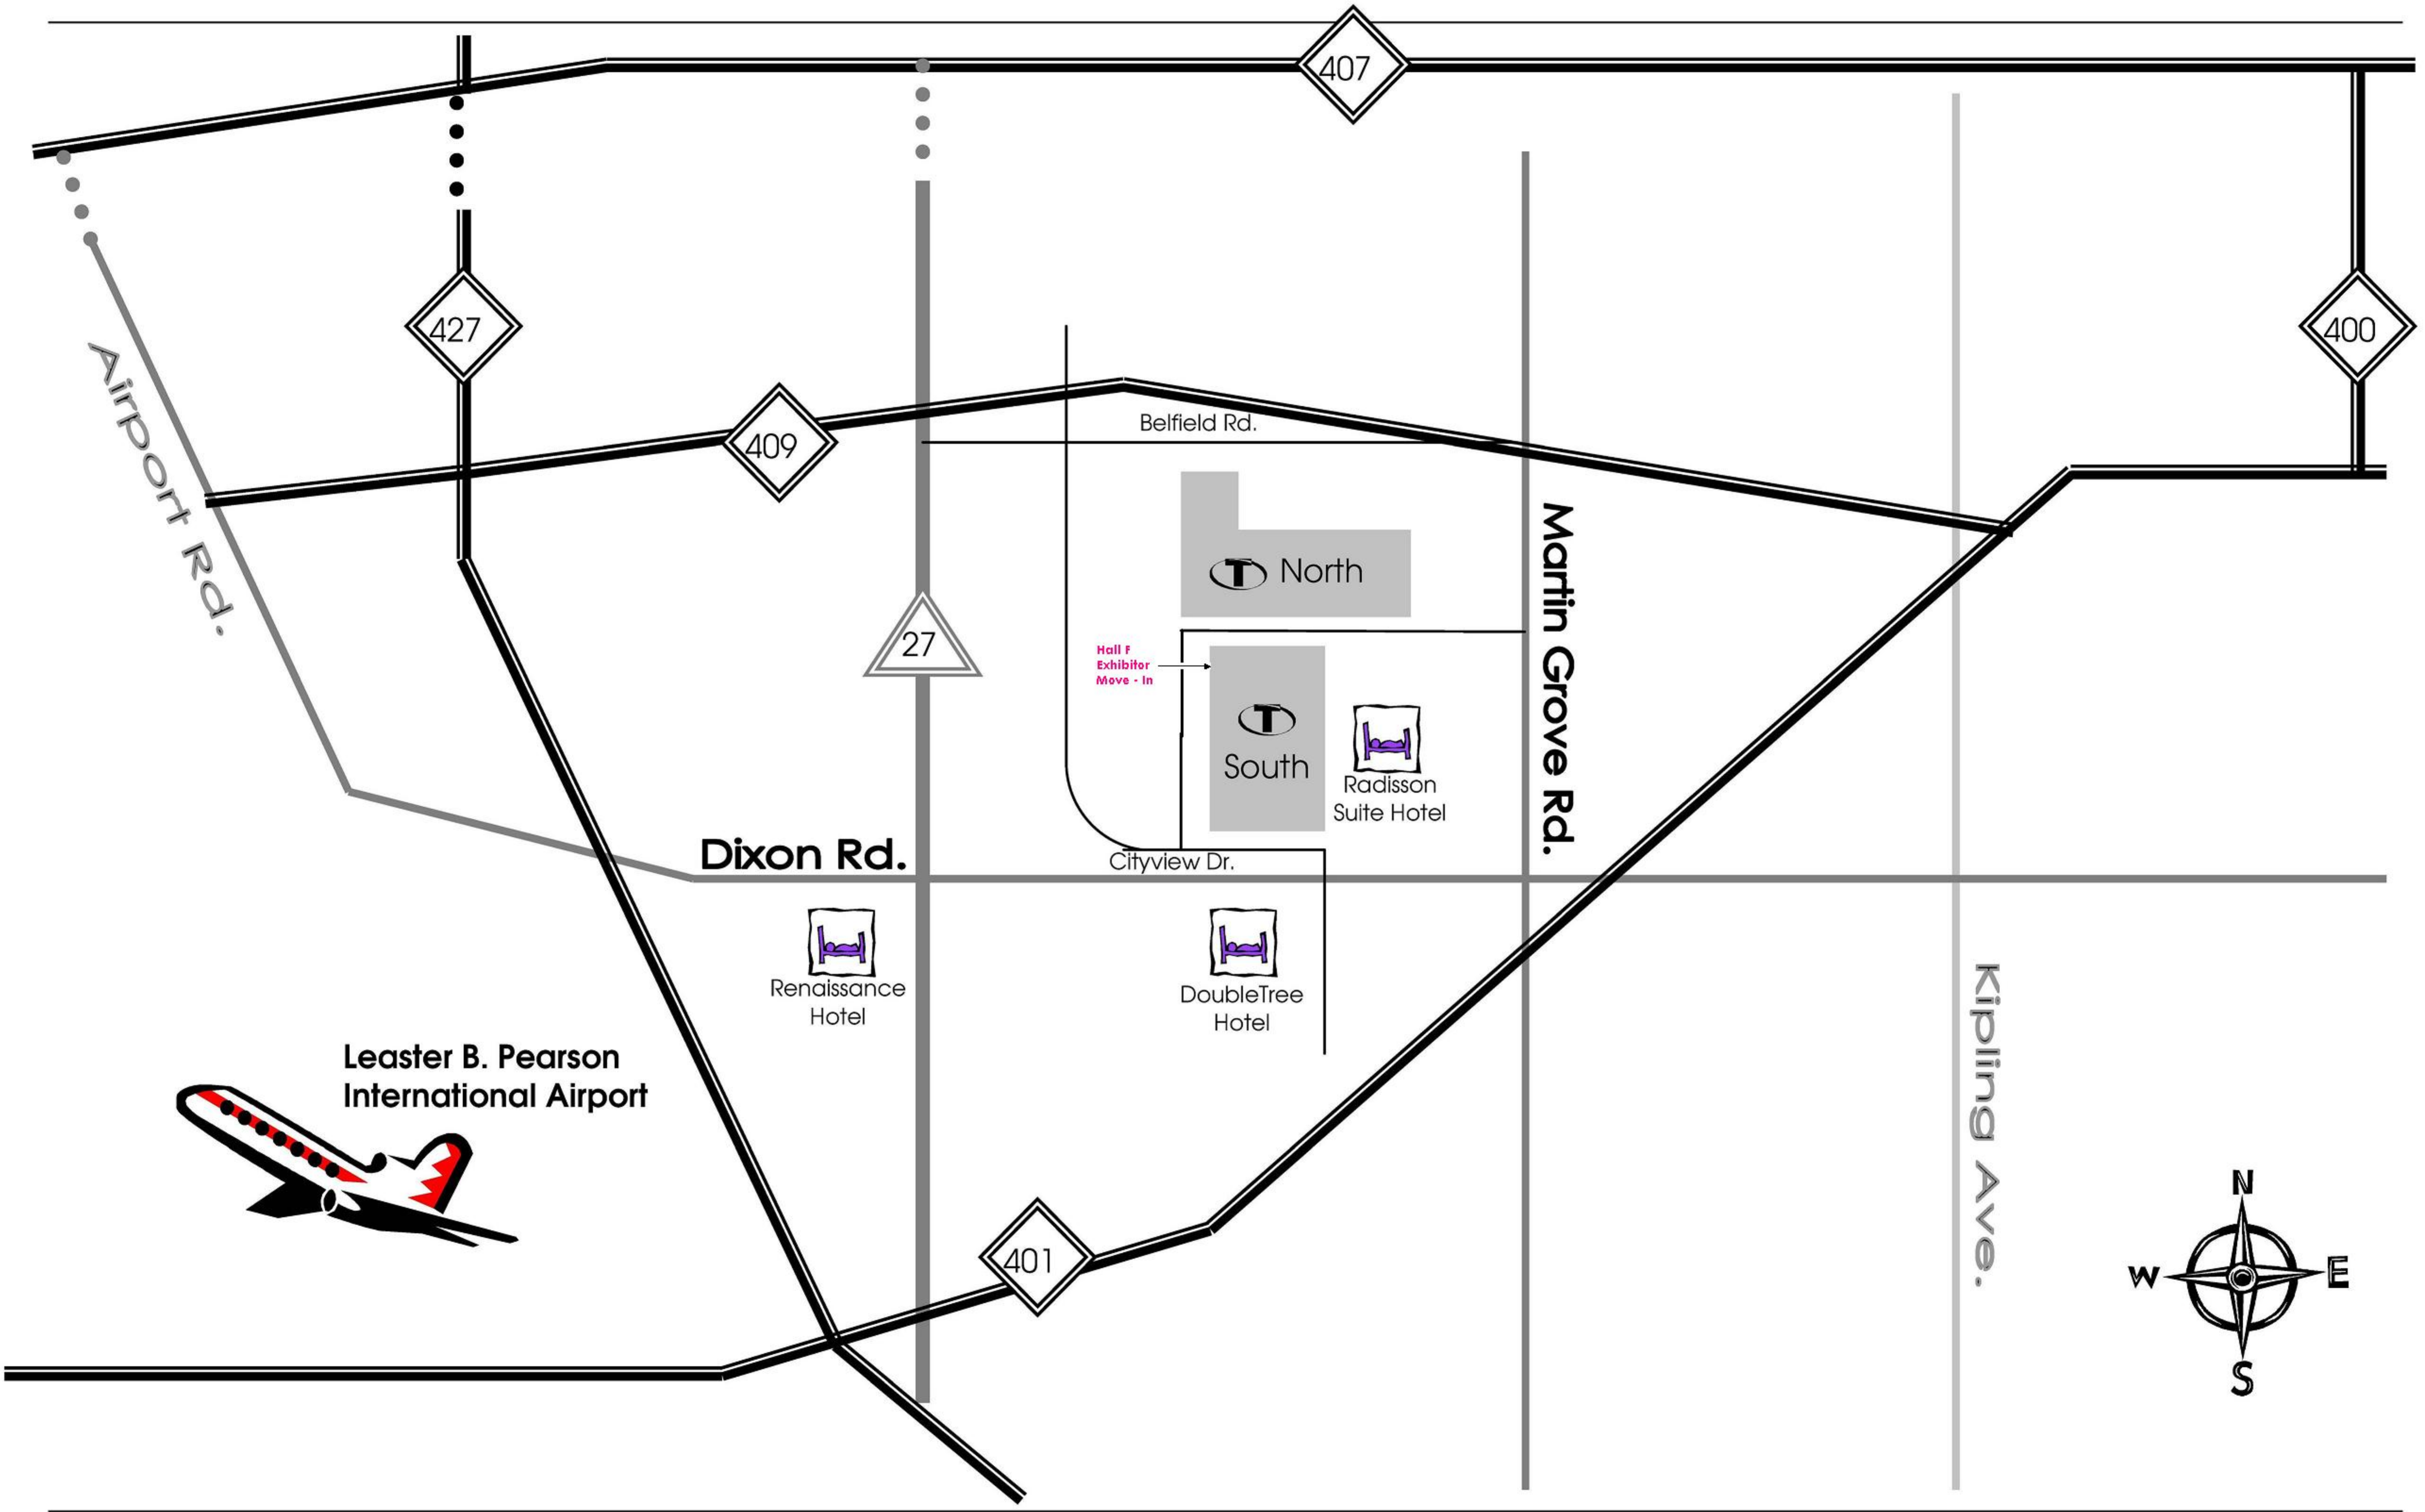 407
427
400
Airport Rd.
409
Belfield Rd.
T North
Martin Grove Rd.
27
Hall F
Exhibitor
Move - In
T
South
Radisson
Suite Hotel
Dixon Rd.
Cityview Dr.
Renaissance
Hotel
DoubleTree
Hotel
Kipling Ave.
Leaster B. Pearson
International Airport
401
N
W E
S